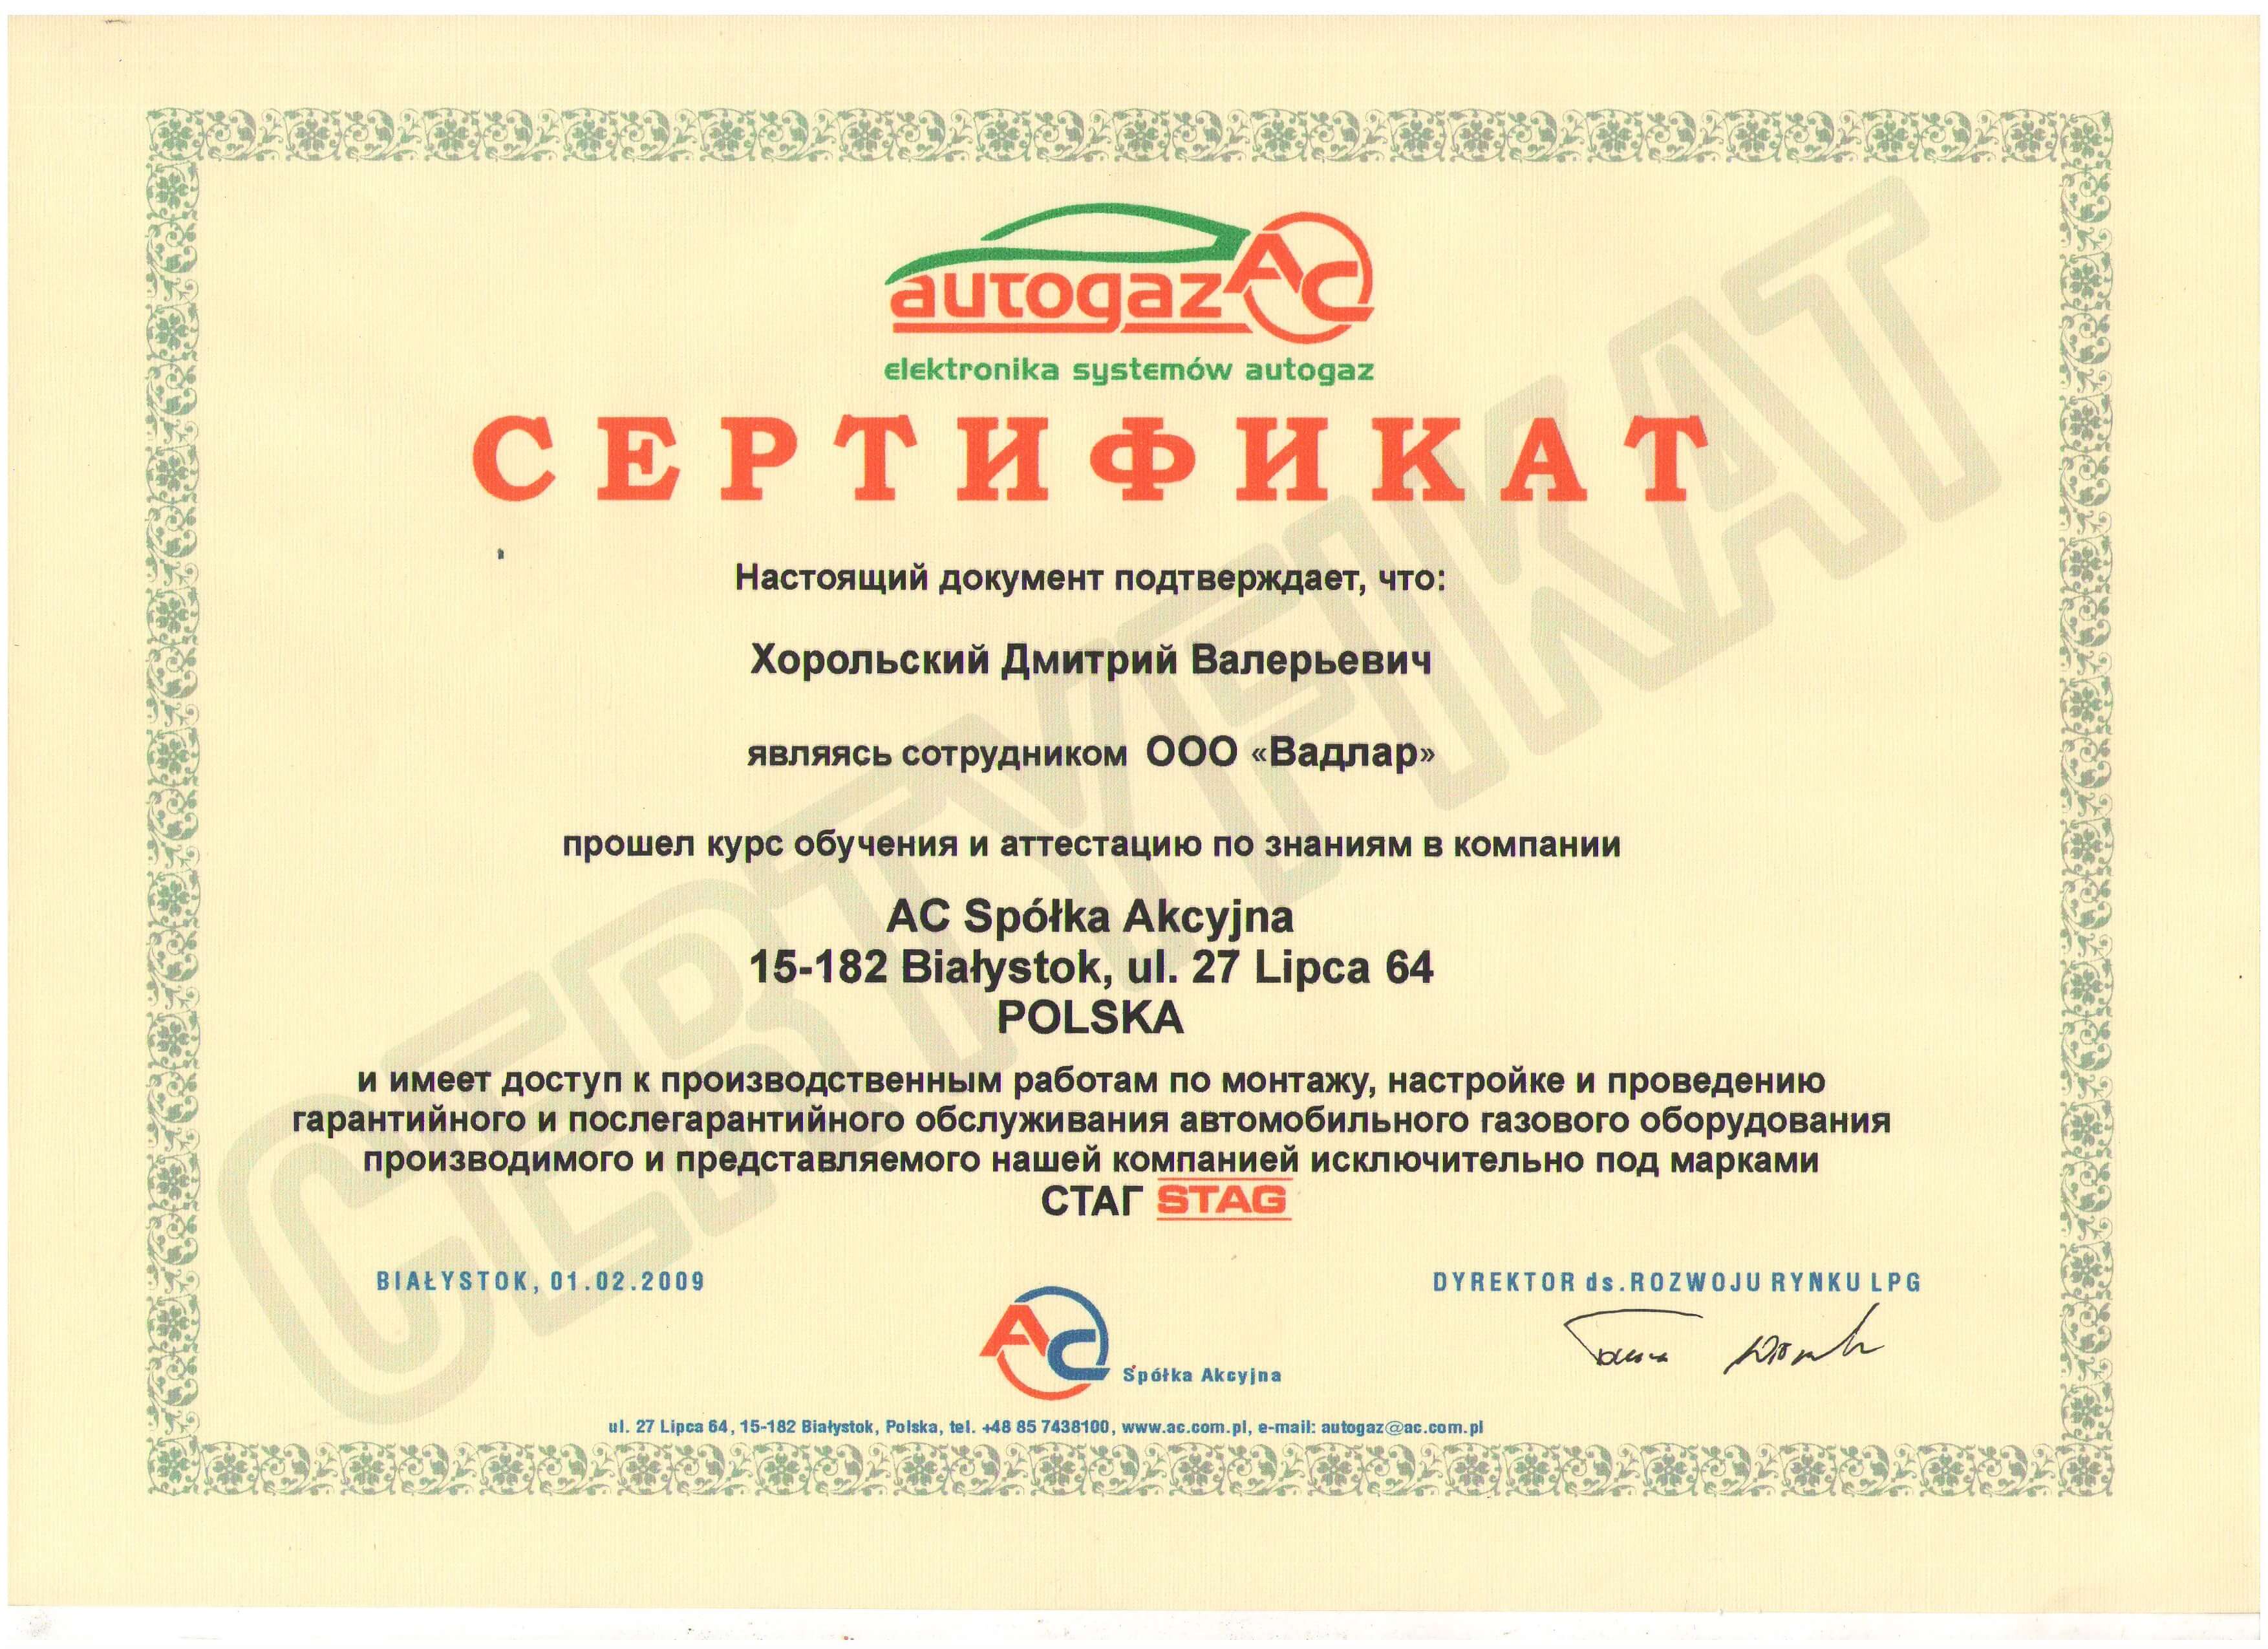 autogaz AC
elektronika systemów autogaz
СЕРТИФИКАТ
Настоящий документ подтверждает, что:
Хорольский Дмитрий Валерьевич
являясь сотрудником ООО «Вадлар»
прошел курс обучения и аттестацию по знаниям в компании
AC Spółka Akcyjna
15-182 Białystok, ul. 27 Lipca 64
POLSKA
и имеет доступ к производственным работам по монтажу, настройке и проведению
гарантийного и послегарантийного обслуживания автомобильного газового оборудования
производимого и представляемого нашей компанией исключительно под марками
СТАГ STAG
BIAŁYSTOK, 01.02.2009
DYREKTOR ds. ROZWOJU RYNKU LPG
AC Spółka Akcyjna
ul. 27 Lipca 64, 15-182 Białystok, Polska, tel. +48 85 7438100, www.ac.com.pl, e-mail: autogaz@ac.com.pl
CERTYFIKAT